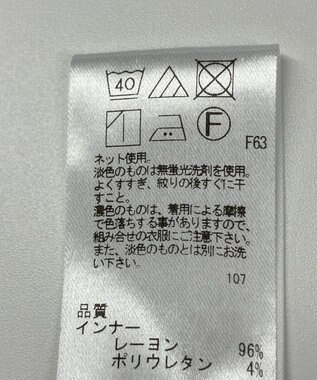 40
F
F63
ネット使用。
淡色のものは無蛍光洗剤を使用。
よくすすぎ、絞りの後すぐに干
すこと。
濃色のものは、着用による摩擦
で色落ちする事がありますので、
組み合せの衣服にご注意下さい。
また、淡色のものとは別にお洗
い下さい。
107
品質
インナー
レーヨン 96%
ポリウレタン 4%